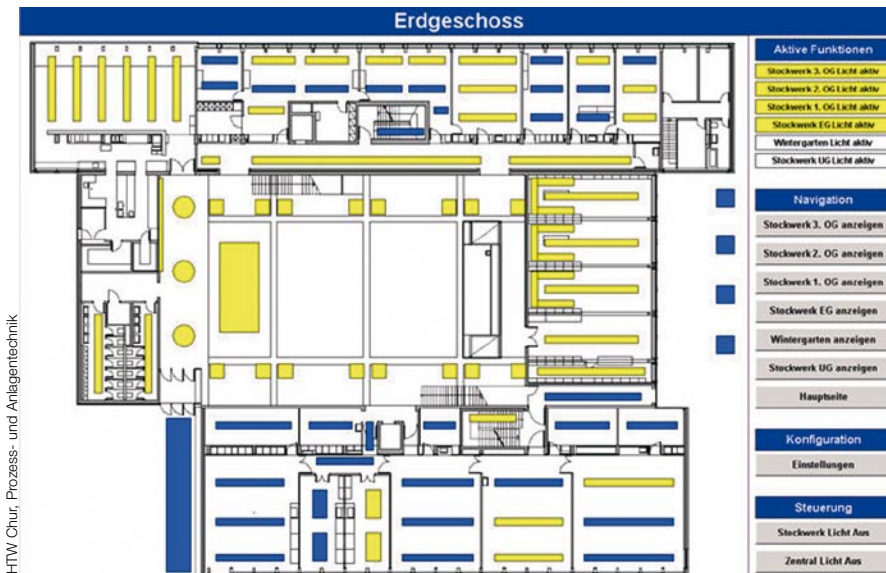 Erdgeschoss
Aktive Funktionen
Stockwerk 3. OG Licht aktiv
Stockwerk 2. OG Licht aktiv
Stockwerk 1. OG Licht aktiv
Stockwerk EG Licht aktiv
Wintergarten Licht aktiv
Stockwerk UG Licht aktiv
Navigation
Stockwerk 3. OG anzeigen
Stockwerk 2. OG anzeigen
Stockwerk 1. OG anzeigen
Stockwerk EG anzeigen
Wintergarten anzeigen
Stockwerk UG anzeigen
Hauptseite
Konfiguration
Einstellungen
Steuerung
Stockwerk Licht Aus
Zentral Licht Aus
HTW Chur, Prozess- und Anlagentechnik